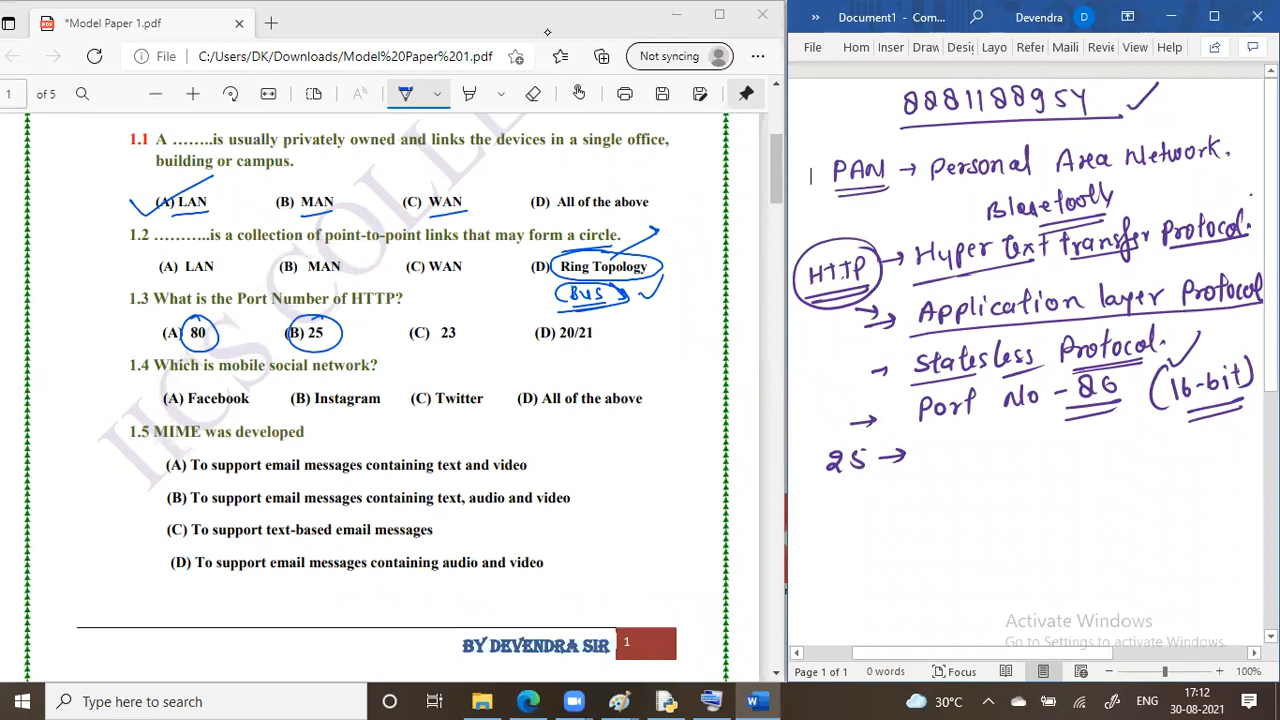 *Model Paper 1.pdf
Document1 - Com...
Devendra
D
File
C:/Users/DK/Downloads/Model%20Paper%201.pdf
Not syncing
File Hom Inser Draw Desig Layo Refer Maili Revie View Help
1
of 5
1.1 A ……..is usually privately owned and links the devices in a single office,
building or campus.
(A) LAN (B) MAN (C) WAN (D) All of the above
1.2 ………..is a collection of point-to-point links that may form a circle.
(A) LAN (B) MAN (C) WAN (D) Ring Topology
BUS
1.3 What is the Port Number of HTTP?
(A) 80 (B) 25 (C) 23 (D) 20/21
1.4 Which is mobile social network?
(A) Facebook (B) Instagram (C) Twitter (D) All of the above
1.5 MIME was developed
(A) To support email messages containing text and video
(B) To support email messages containing text, audio and video
(C) To support text-based email messages
(D) To support email messages containing audio and video
BY DEVENDRA SIR
1
IICS COLLE
8881188954
PAN → Personal Area Network.
HTTP → Hyper text transfer Protocol.
→ Application layer Protocol
→ Statesless Protocol.
→ Port No - 80 (16-bit)
25 →
Activate Windows
Go to Settings to activate Windows.
Page 1 of 1 0 words Focus 100%
Type here to search
30°C
ENG
17:12
30-08-2021